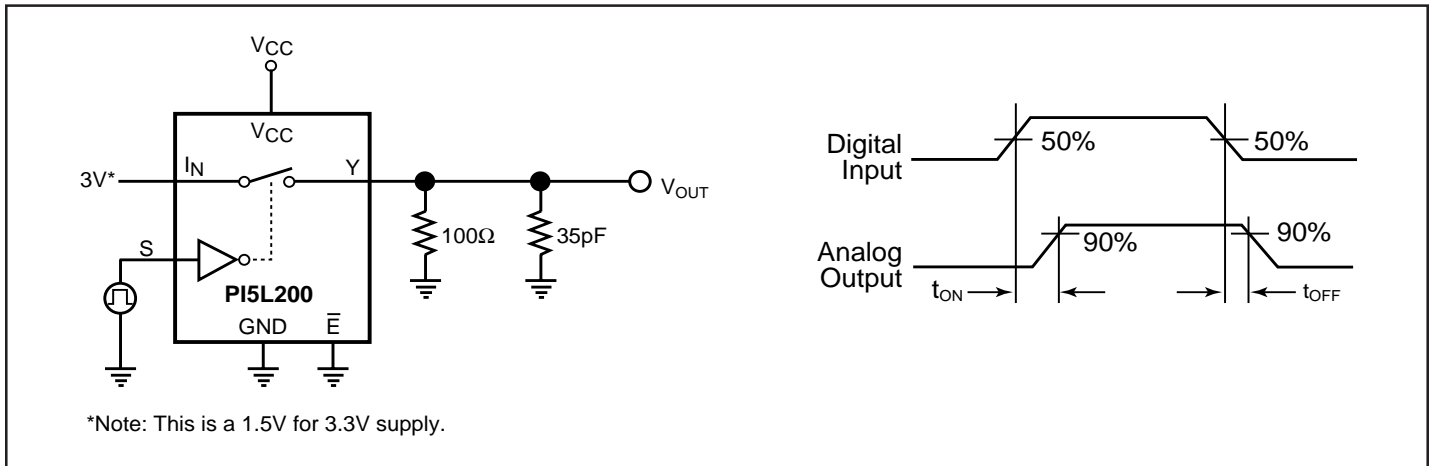 VCC
VCC
3V*
IN
Y
VOUT
100Ω
35pF
S
PI5L200
GND
E̅
*Note: This is a 1.5V for 3.3V supply.
Digital
Input
50%
50%
Analog
Output
90%
90%
tON
tOFF